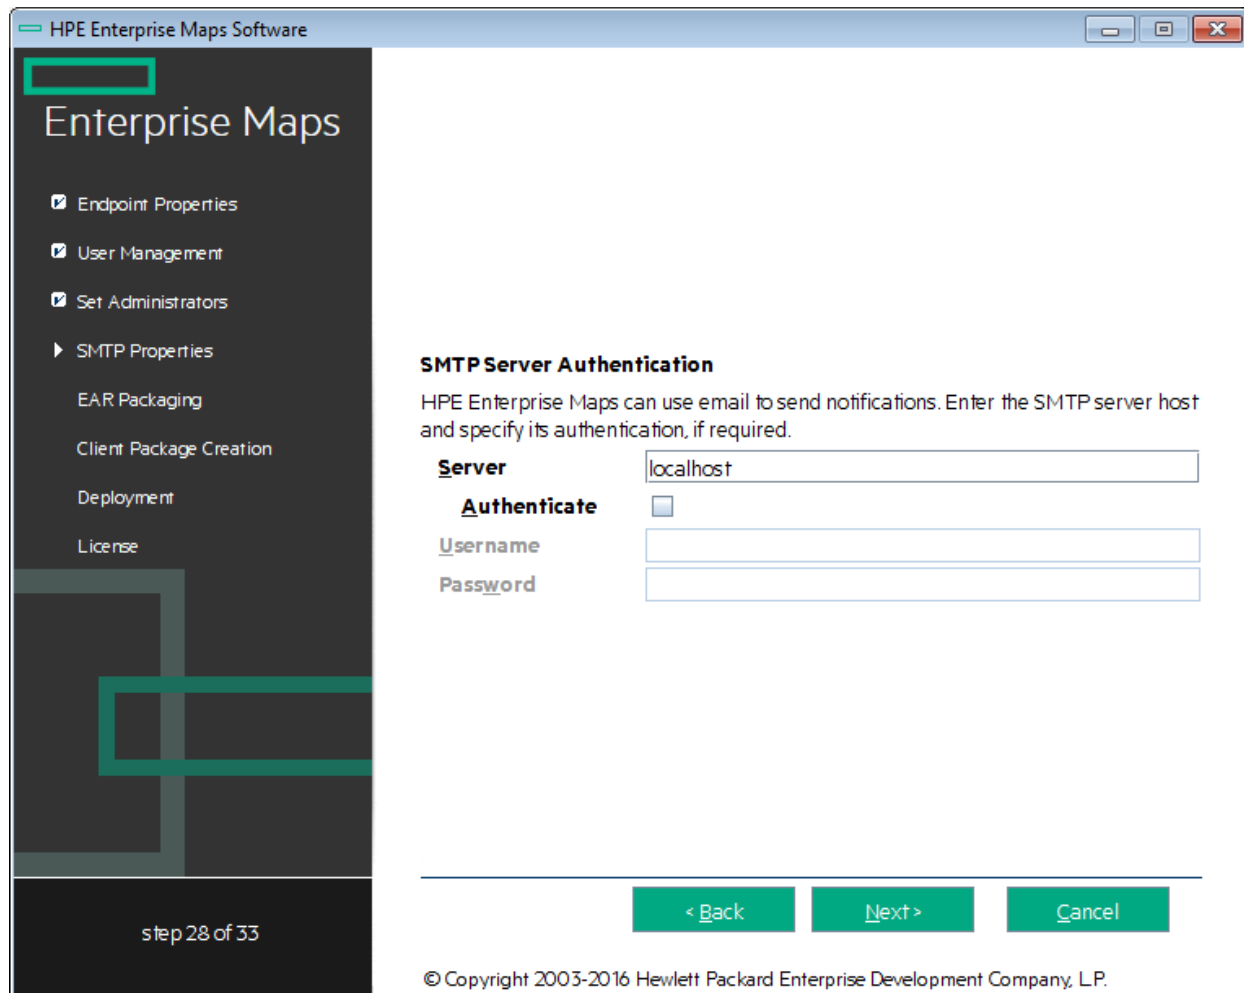 HPE Enterprise Maps Software
Enterprise Maps
Endpoint Properties
User Management
Set Administrators
SMTP Properties
EAR Packaging
Client Package Creation
Deployment
License
step 28 of 33
SMTP Server Authentication
HPE Enterprise Maps can use email to send notifications. Enter the SMTP server host
and specify its authentication, if required.
Server localhost
Authenticate
Username
Password
< Back Next > Cancel
© Copyright 2003-2016 Hewlett Packard Enterprise Development Company, L.P.